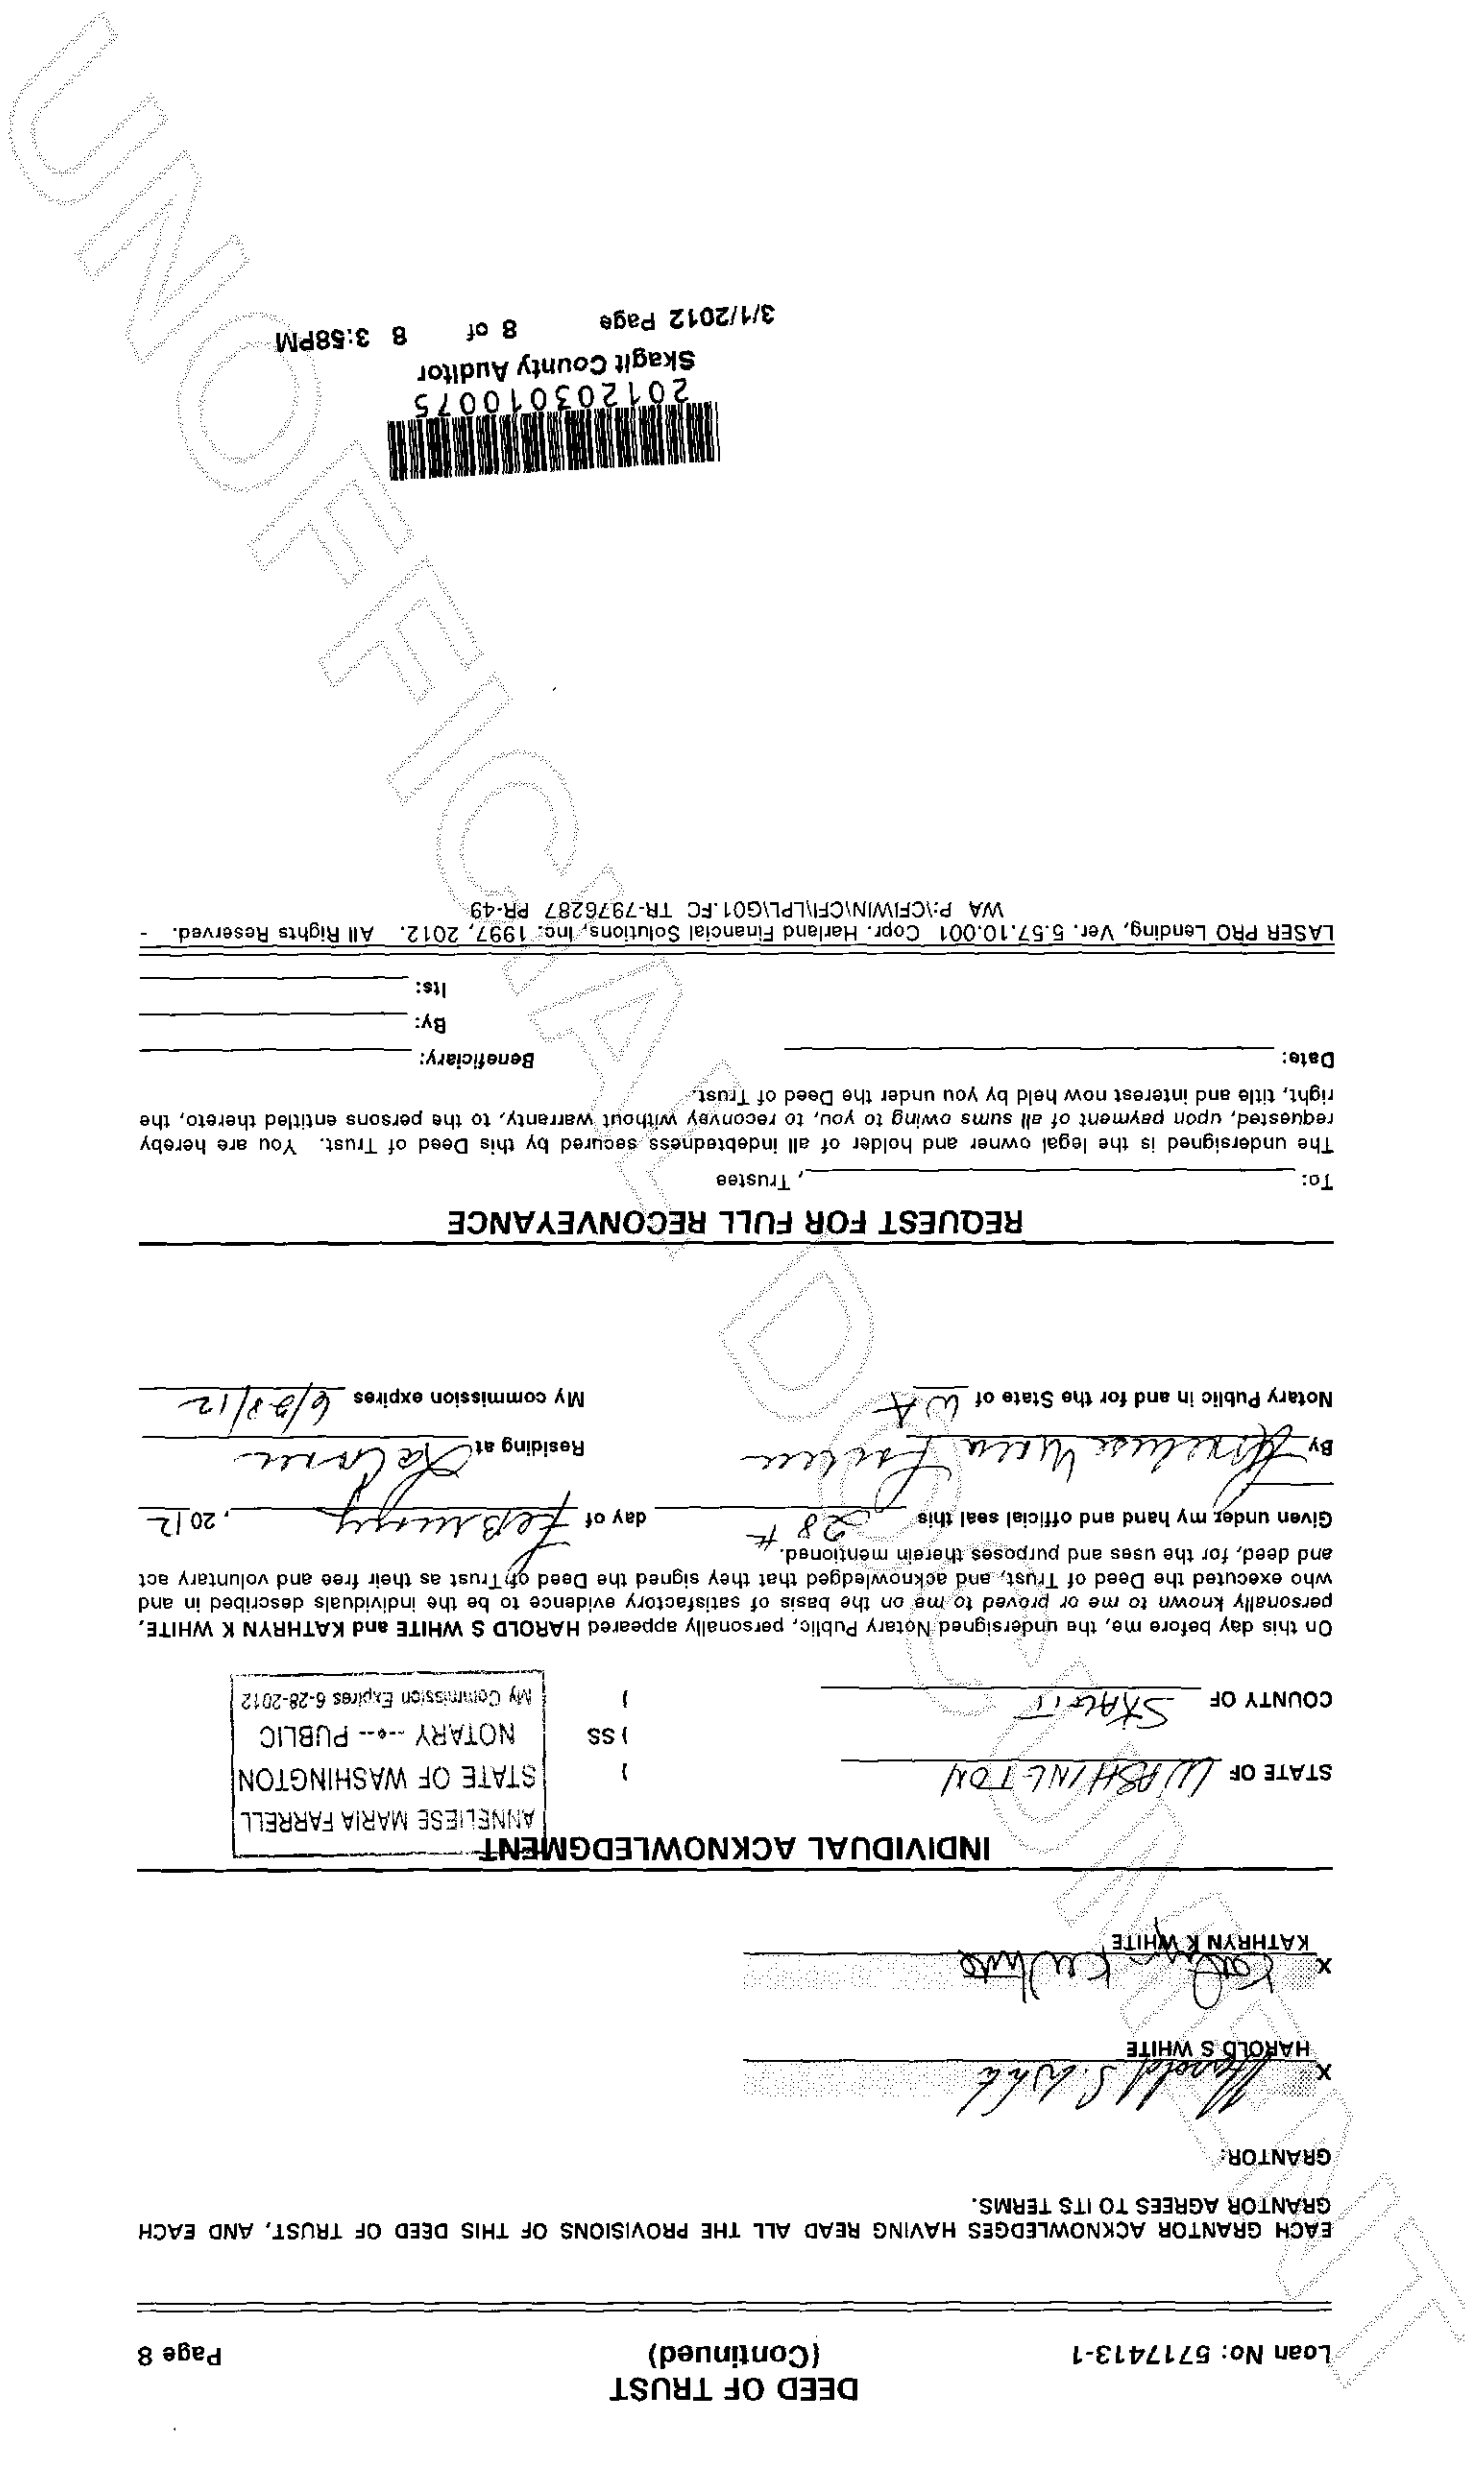 DEED OF TRUST
Loan No: 5717413-1 (Continued) Page 8
EACH GRANTOR ACKNOWLEDGES HAVING READ ALL THE PROVISIONS OF THIS DEED OF TRUST, AND EACH
GRANTOR AGREES TO ITS TERMS.
GRANTOR:
X Harold S. White
HAROLD S WHITE
X Kathryn K White
KATHRYN K WHITE
INDIVIDUAL ACKNOWLEDGMENT
ANNELIESE MARIA FARRELL
STATE OF WASHINGTON
NOTARY --•-- PUBLIC
My Commission Expires 6-28-2012
STATE OF WASHINGTON )
) SS
COUNTY OF SKAGIT )
On this day before me, the undersigned Notary Public, personally appeared HAROLD S WHITE and KATHRYN K WHITE,
personally known to me or proved to me on the basis of satisfactory evidence to be the individuals described in and
who executed the Deed of Trust, and acknowledged that they signed the Deed of Trust as their free and voluntary act
and deed, for the uses and purposes therein mentioned.
Given under my hand and official seal this 28th day of February, 2012
By Anneliese Maria Farrell Residing at LaConner
Notary Public in and for the State of WA My commission expires 6/28/12
REQUEST FOR FULL RECONVEYANCE
To: , Trustee
The undersigned is the legal owner and holder of all indebtedness secured by this Deed of Trust. You are hereby
requested, upon payment of all sums owing to you, to reconvey without warranty, to the persons entitled thereto, the
right, title and interest now held by you under the Deed of Trust.
Date: Beneficiary:
By:
Its:
LASER PRO Lending, Ver. 5.57.10.001 Copr. Harland Financial Solutions, Inc. 1997, 2012. All Rights Reserved. -
WA P:\CFI\WIN\CFI\LPL\G01.FC TR-7976287 PR-49
201203010075
Skagit County Auditor
3/1/2012 Page 8 of 8 3:58PM
UNOFFICIAL DOCUMENT